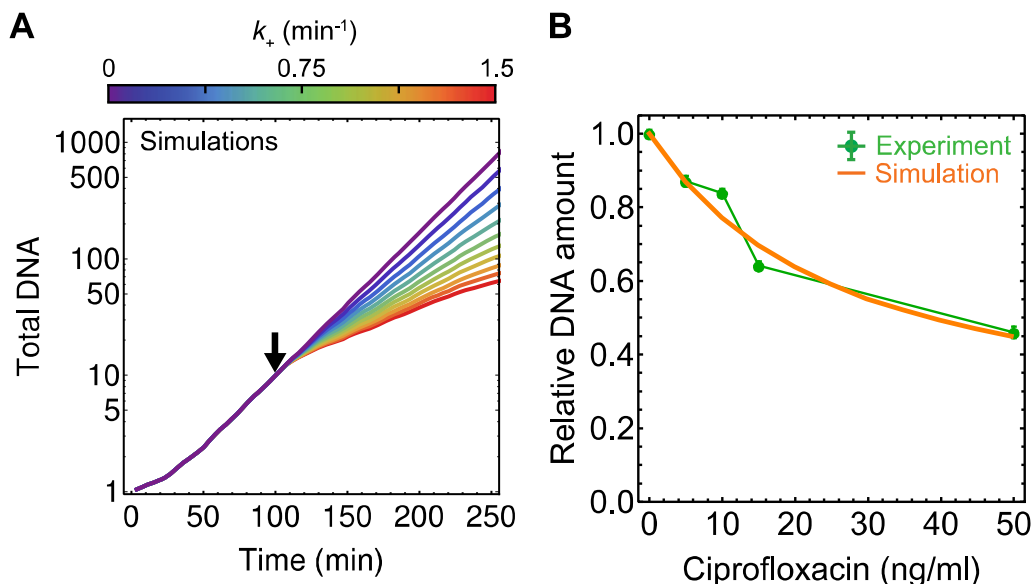 A
k+ (min-1)
0 0.75 1.5
Simulations
1000
500
100
50
10
5
1
Total DNA
0 50 100 150 200 250
Time (min)
B
Experiment
Simulation
1.0
0.8
0.6
0.4
0.2
0.0
Relative DNA amount
0 10 20 30 40 50
Ciprofloxacin (ng/ml)